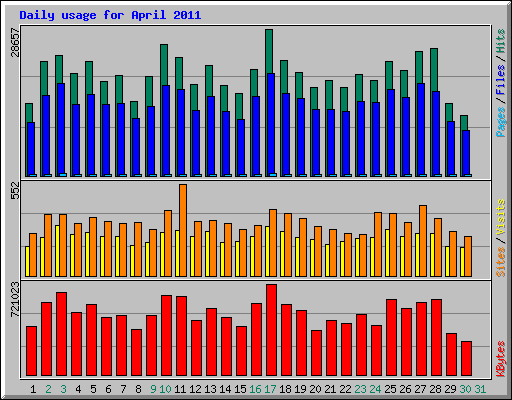 Daily usage for April 2011
28657
Pages / Files / Hits
552
Sites / Visits
721023
KBytes
1 2 3 4 5 6 7 8 9 10 11 12 13 14 15 16 17 18 19 20 21 22 23 24 25 26 27 28 29 30 31